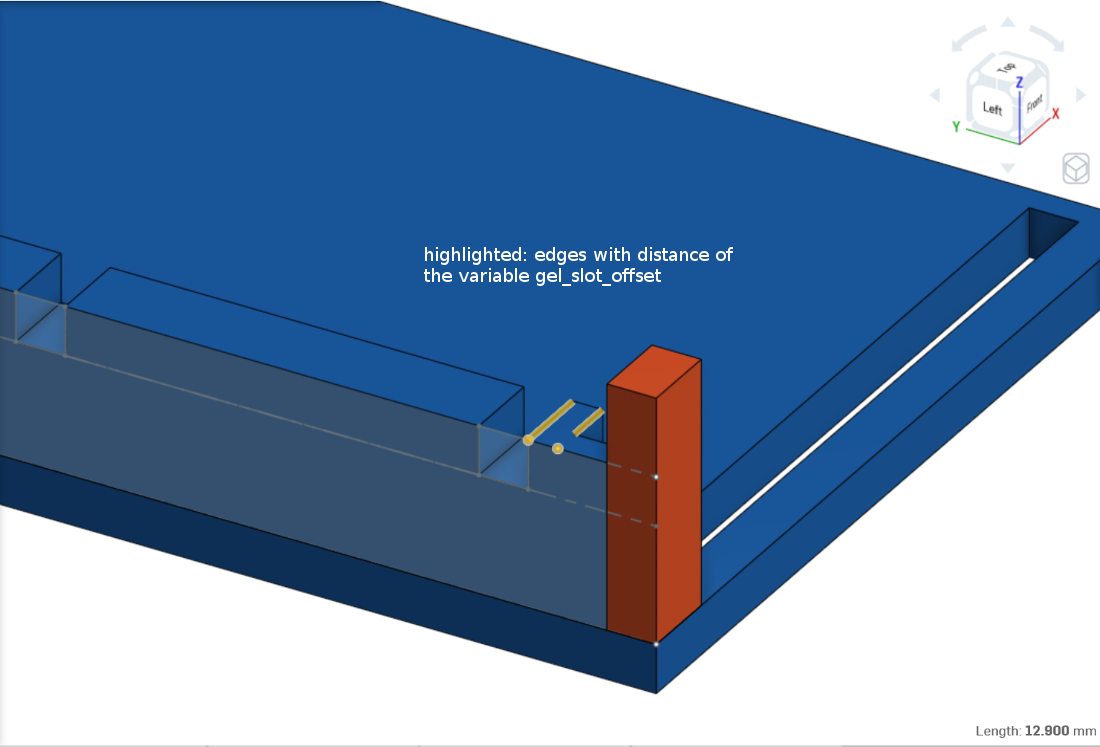 Top
Z
Left
Front
X
Y
highlighted: edges with distance of
the variable gel_slot_offset
Length: 12.900 mm